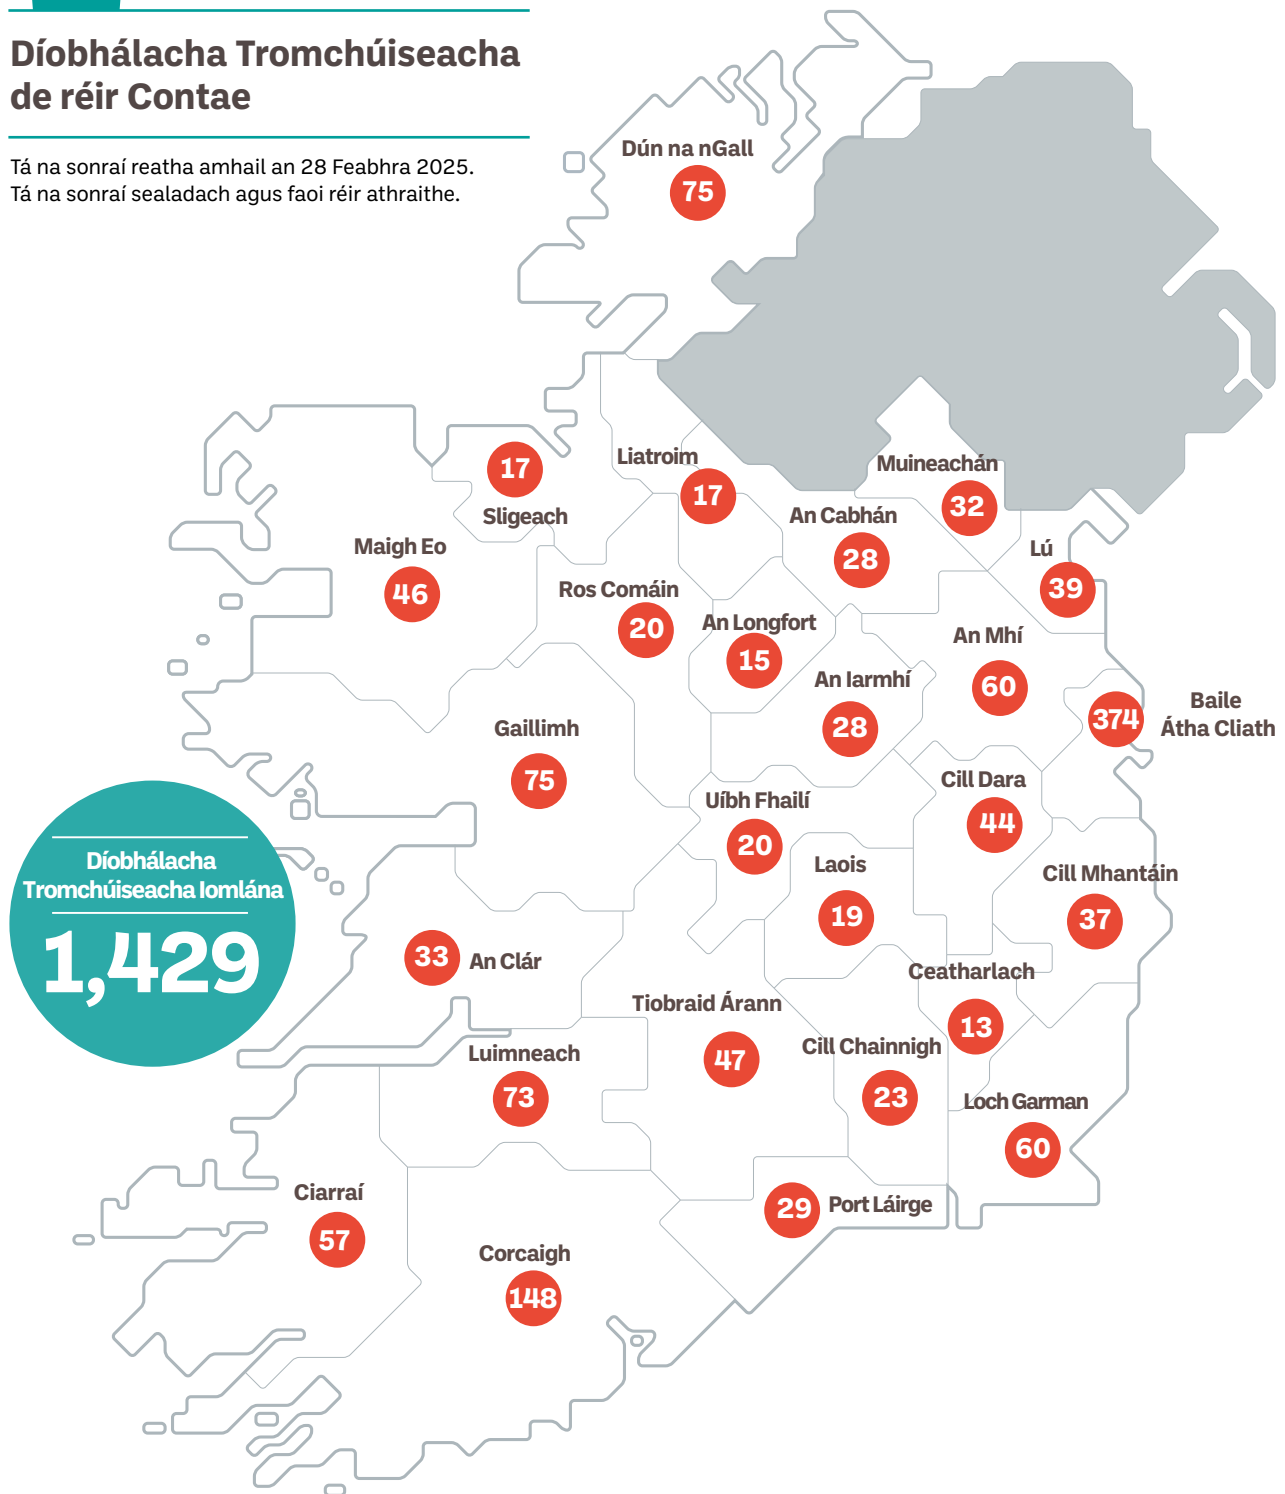 Díobhálacha Tromchúiseacha
de réir Contae
Tá na sonraí reatha amhail an 28 Feabhra 2025.
Tá na sonraí sealadach agus faoi réir athraithe.
Dún na nGall
75
Liatroim
17
17
Sligeach
Muineachán
32
An Cabhán
28
Maigh Eo
46
Lú
39
Ros Comáin
20
An Longfort
15
An Mhí
60
An Iarmhí
28
374
Baile
Átha Cliath
Gaillimh
75
Cill Dara
44
Uíbh Fhailí
20
Laois
19
Cill Mhantáin
37
Díobhálacha
Tromchúiseacha Iomlána
1,429
33
An Clár
Ceatharlach
13
Tiobraid Árann
47
Cill Chainnigh
23
Luimneach
73
Loch Garman
60
Ciarraí
57
29
Port Láirge
Corcaigh
148